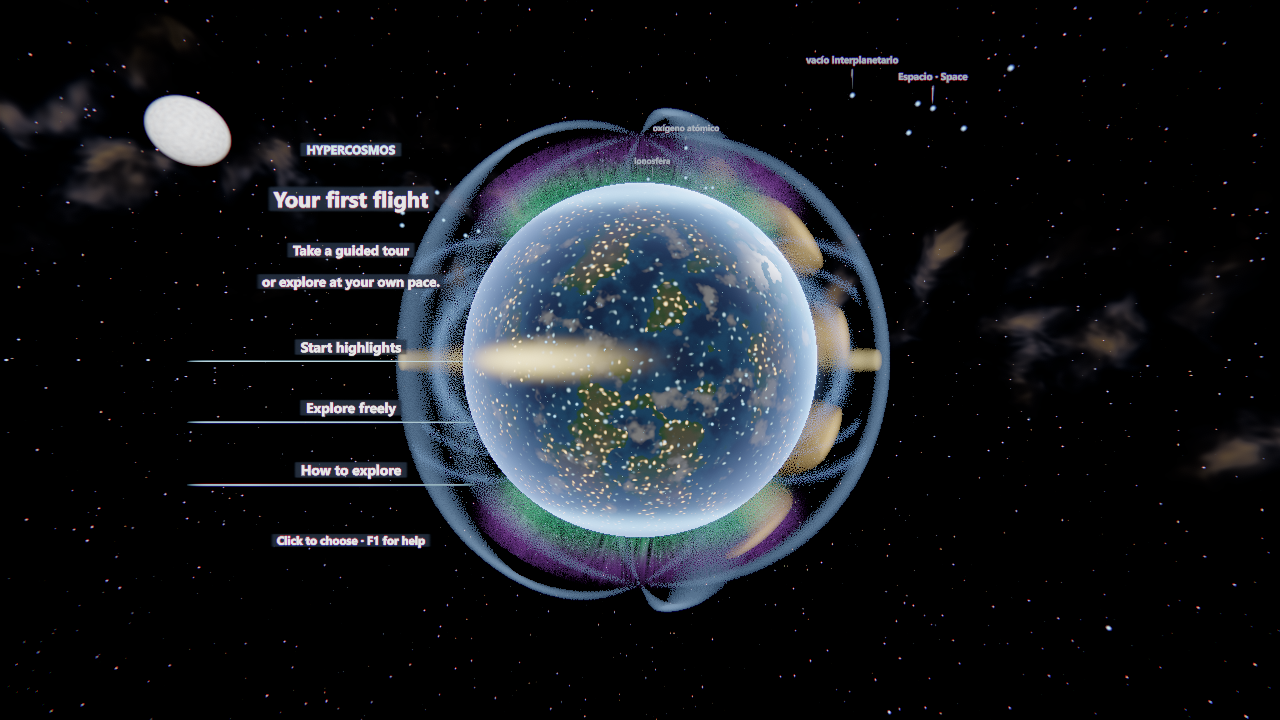 HYPERCOSMOS
Your first flight
Take a guided tour
or explore at your own pace.
Start highlights
Explore freely
How to explore
Click to choose · F1 for help
vacío interplanetario
Espacio · Space
oxígeno atómico
Ionosfera